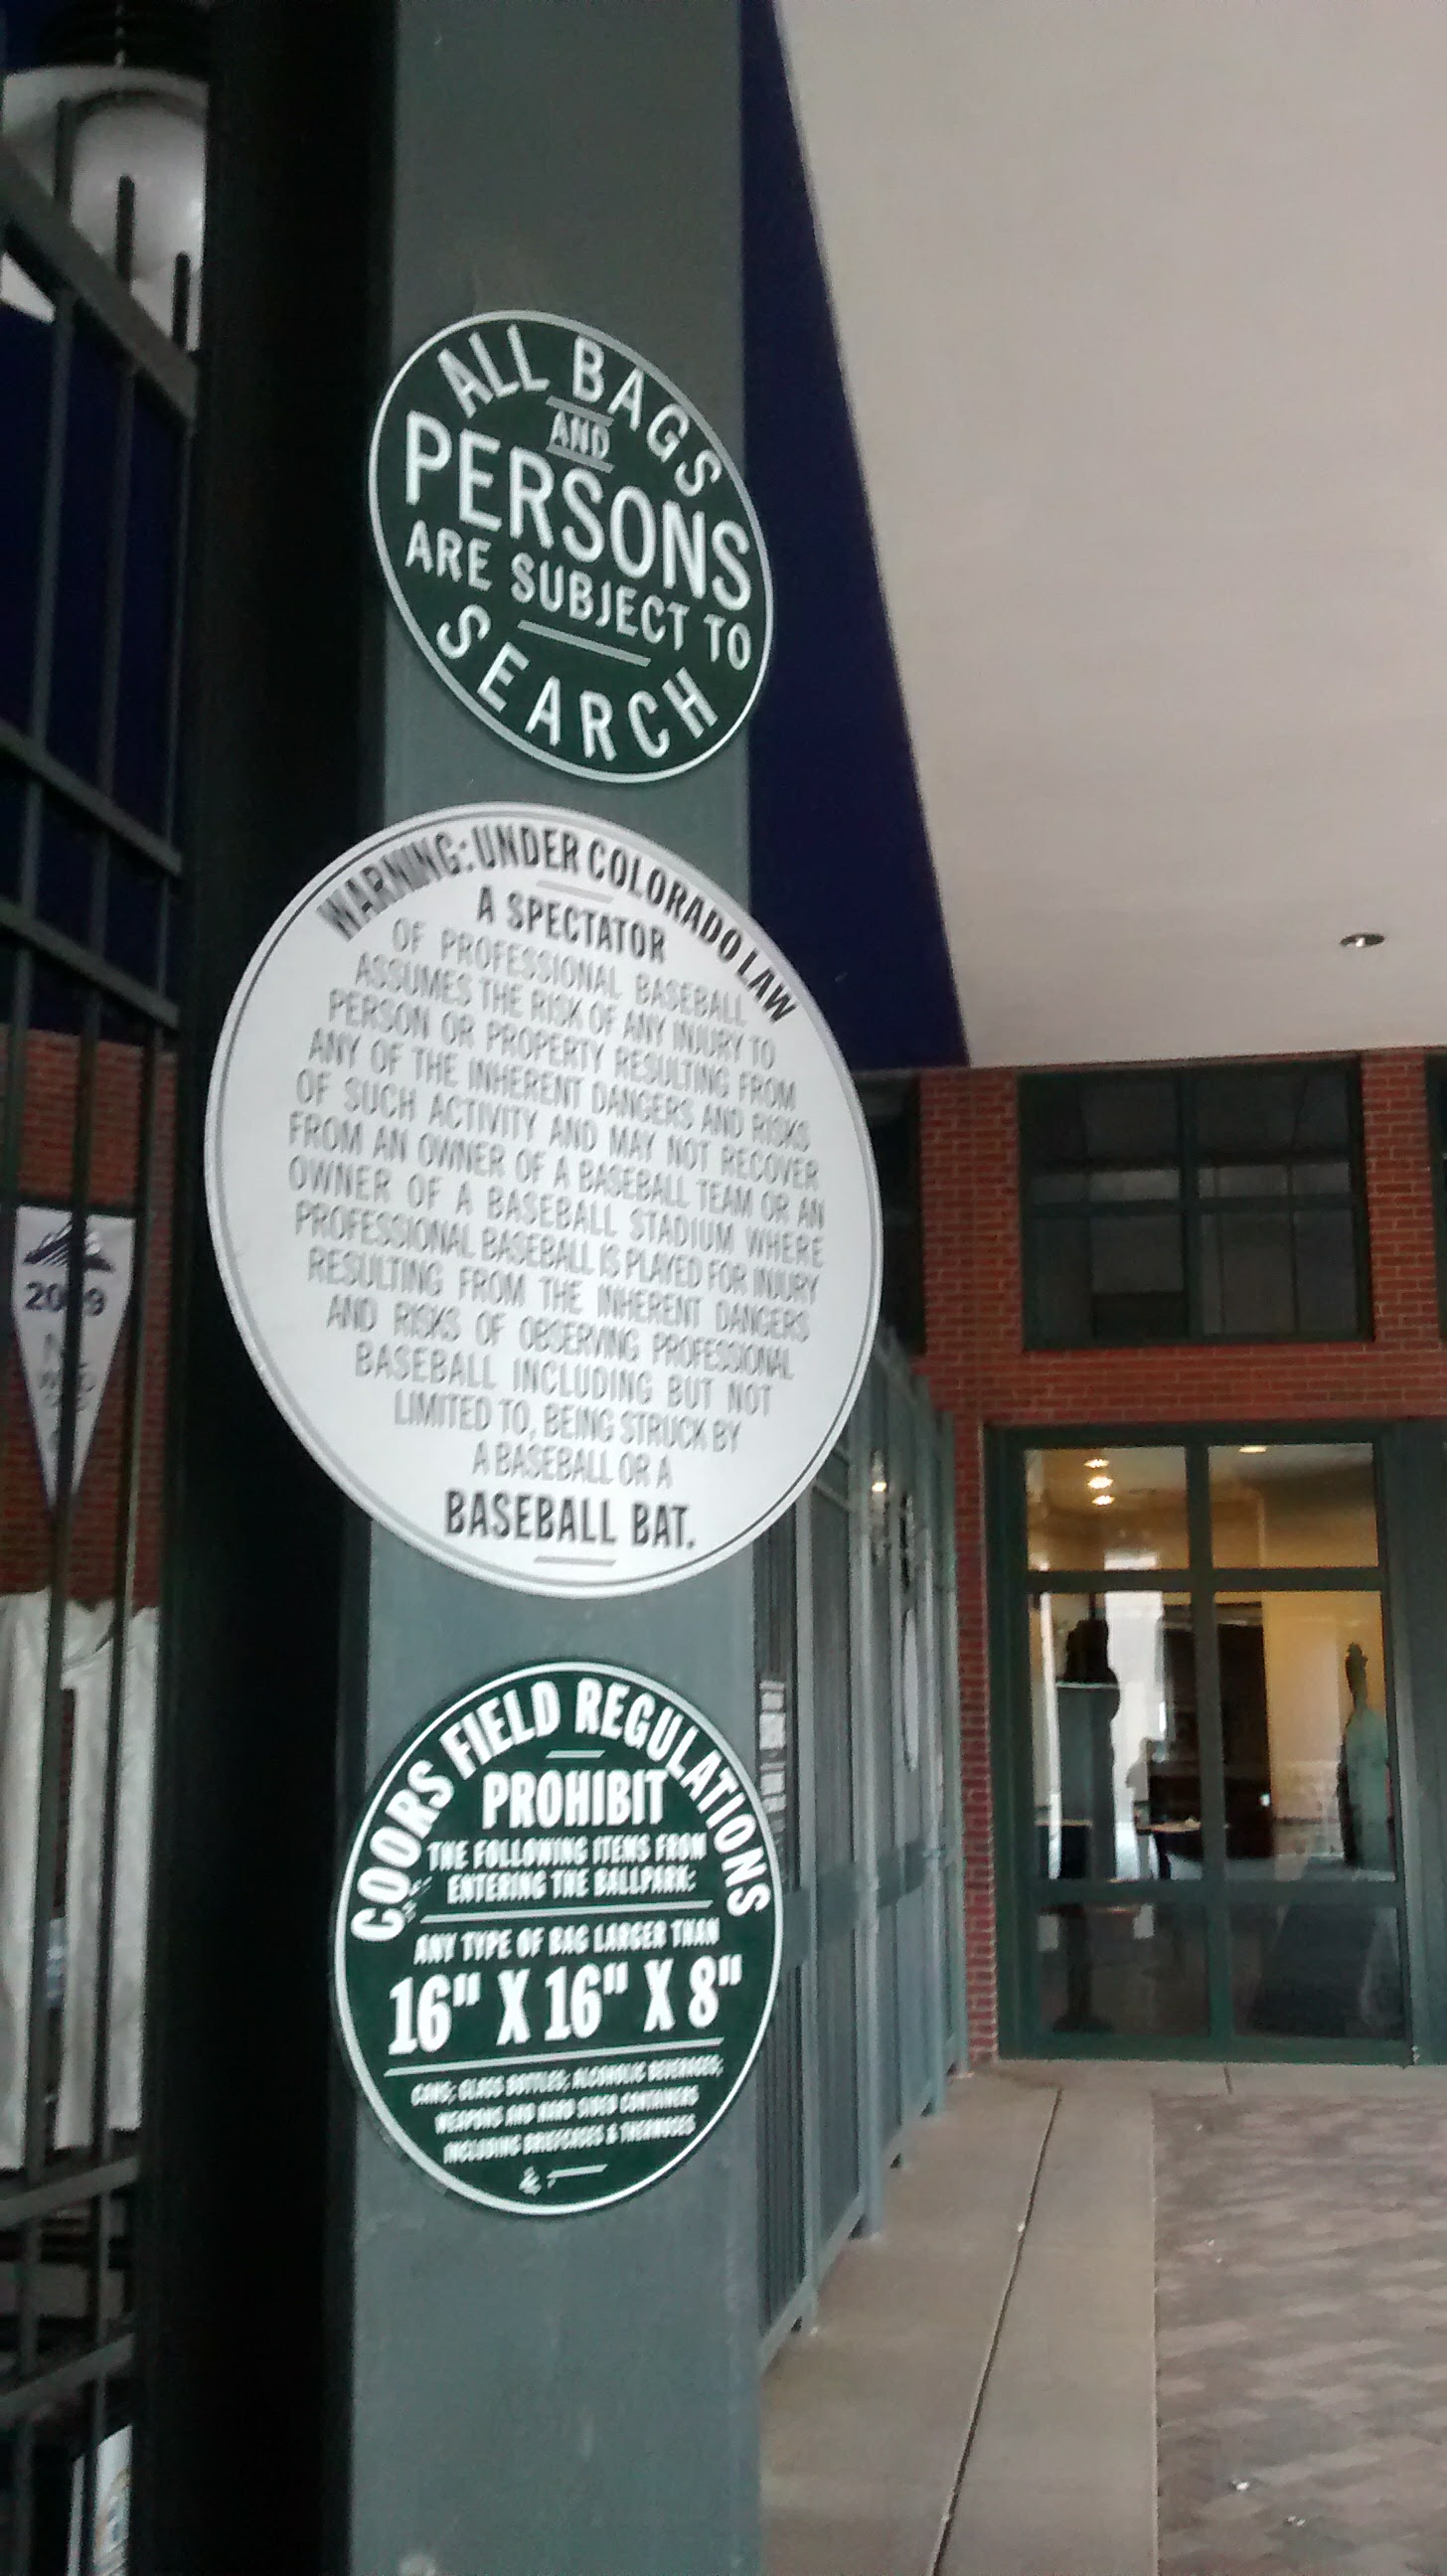 ALL BAGS
AND
PERSONS
ARE SUBJECT TO
SEARCH
WARNING: UNDER COLORADO LAW
A SPECTATOR
OF PROFESSIONAL BASEBALL
ASSUMES THE RISK OF ANY INJURY TO
PERSON OR PROPERTY RESULTING FROM
ANY OF THE INHERENT DANGERS AND RISKS
OF SUCH ACTIVITY AND MAY NOT RECOVER
FROM AN OWNER OF A BASEBALL TEAM OR AN
OWNER OF A BASEBALL STADIUM WHERE
PROFESSIONAL BASEBALL IS PLAYED FOR INJURY
RESULTING FROM THE INHERENT DANGERS
AND RISKS OF OBSERVING PROFESSIONAL
BASEBALL INCLUDING BUT NOT
LIMITED TO, BEING STRUCK BY
A BASEBALL OR A
BASEBALL BAT.
COORS FIELD REGULATIONS
PROHIBIT
THE FOLLOWING ITEMS FROM
ENTERING THE BALLPARK:
ANY TYPE OF BAG LARGER THAN
16" X 16" X 8"
CANS; GLASS BOTTLES; ALCOHOLIC BEVERAGES;
WEAPONS AND HARD SIDED CONTAINERS
INCLUDING BRIEFCASES & THERMOSES
2009